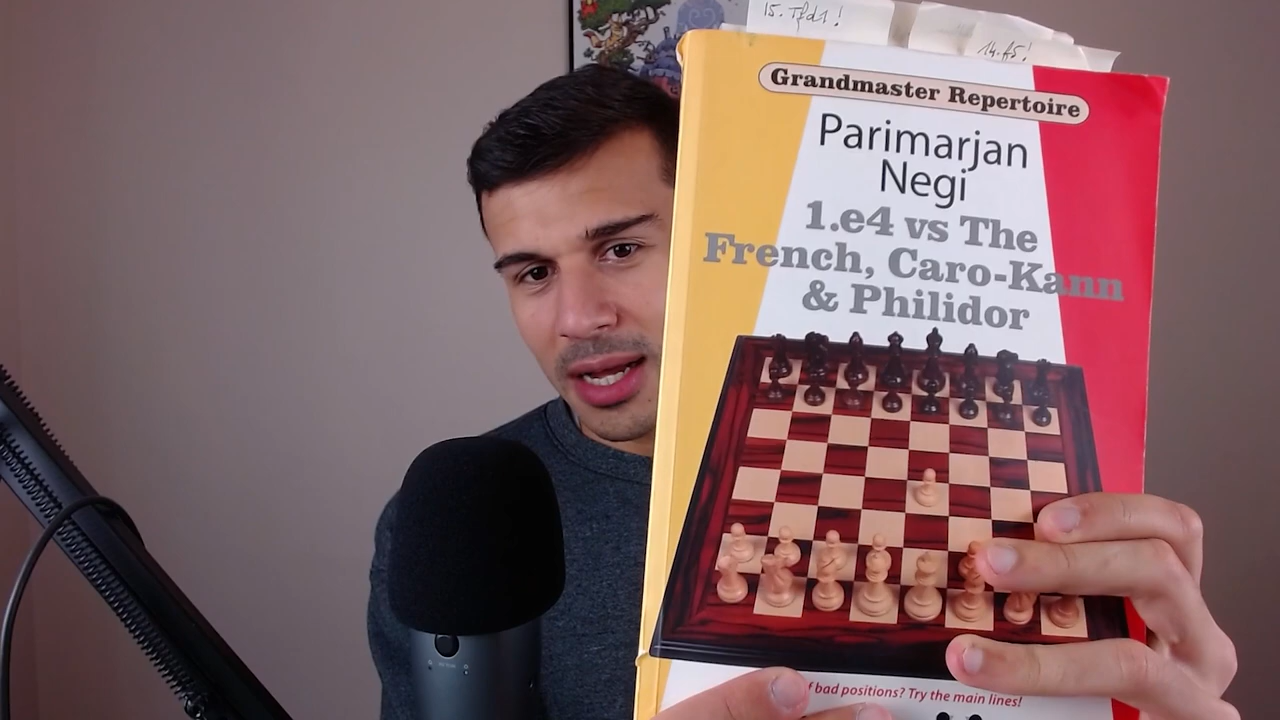 15. Tfd1!
14. f5!
Grandmaster Repertoire
Parimarjan
Negi
1.e4 vs The
French, Caro-Kann
& Philidor
f bad positions? Try the main lines!